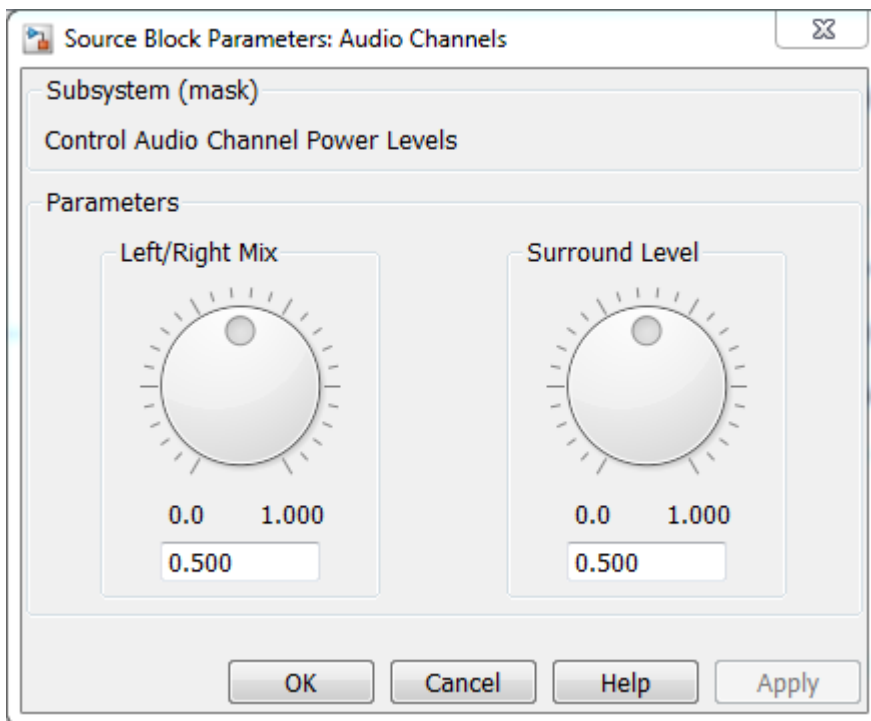 Source Block Parameters: Audio Channels
Subsystem (mask)
Control Audio Channel Power Levels
Parameters
Left/Right Mix
0.0 1.000
0.500
Surround Level
0.0 1.000
0.500
OK Cancel Help Apply